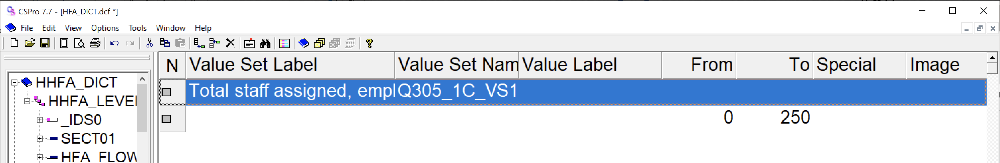 CSPro 7.7 - [HFA_DICT.dcf *]
File Edit View Options Tools Window Help
N Value Set Label Value Set Nam Value Label From To Special Image
Total staff assigned, empl Q305_1C_VS1
0 250
HHFA_DICT
HHFA_LEVE
_IDS0
SECT01
HFA_FLOW